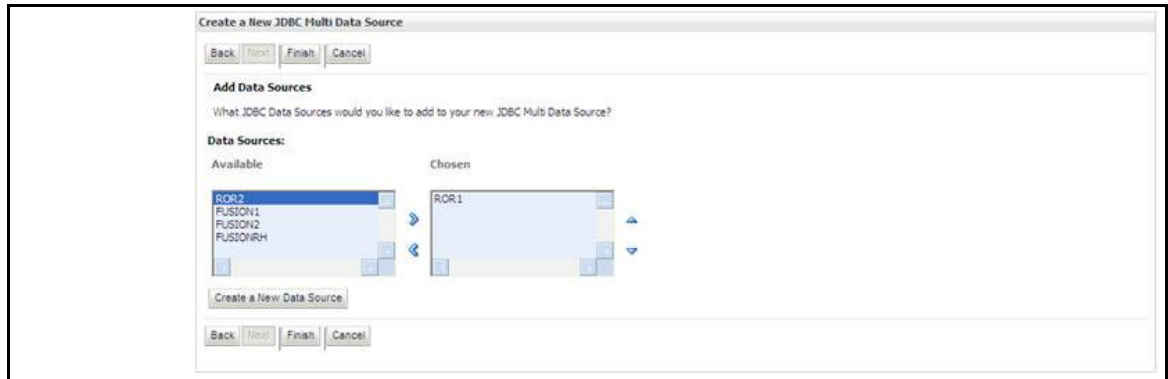 Create a New JDBC Multi Data Source
Back Next Finish Cancel
Add Data Sources
What JDBC Data Sources would you like to add to your new JDBC Multi Data Source?
Data Sources:
Available Chosen
ROR2 ROR1
FUSION1
FUSION2
FUSIONRH
Create a New Data Source
Back Next Finish Cancel